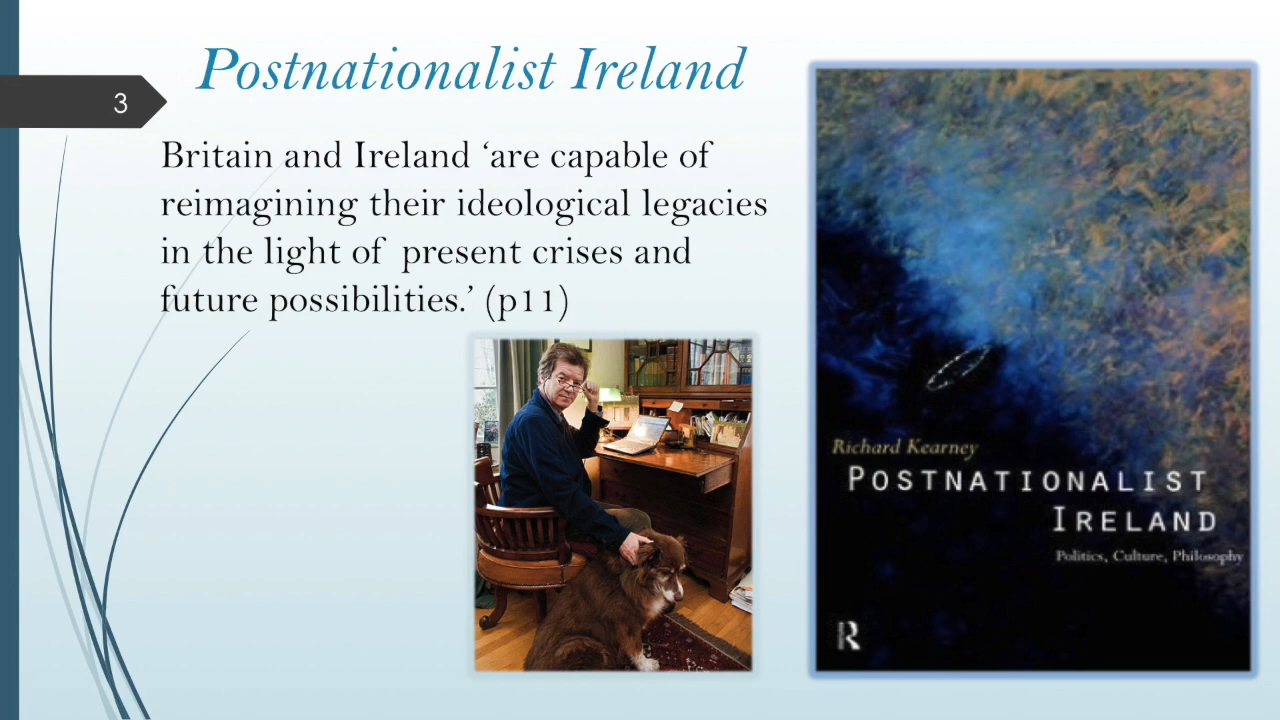 Postnationalist Ireland
3
Britain and Ireland ‘are capable of
reimagining their ideological legacies
in the light of  present crises and
future possibilities.’ (p11)
Richard Kearney
POSTNATIONALIST
IRELAND
Politics, Culture, Philosophy
R